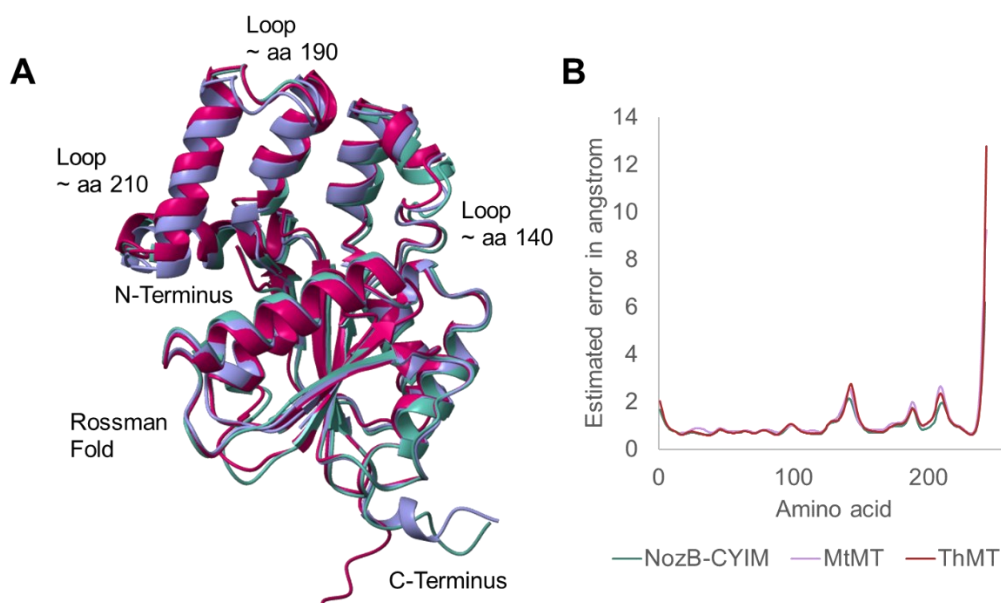 A
Loop
~ aa 190
Loop
~ aa 210
Loop
~ aa 140
N-Terminus
Rossman
Fold
C-Terminus
B
Estimated error in angstrom
14
12
10
8
6
4
2
0
0 100 200
Amino acid
NozB-CYIM MtMT ThMT